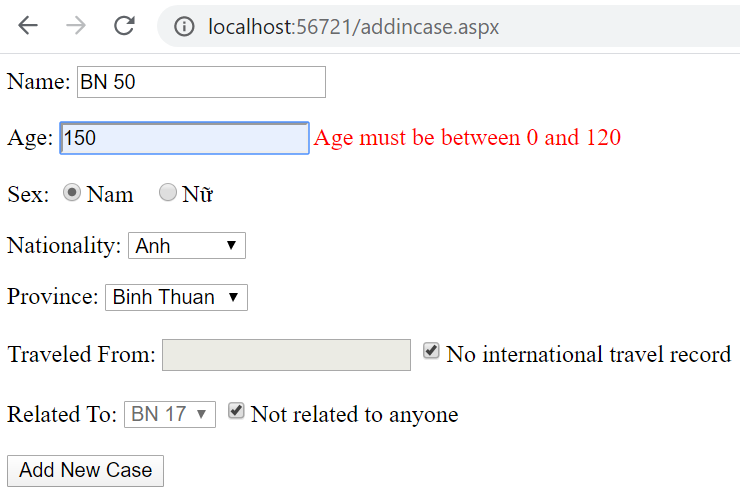 localhost:56721/addincase.aspx
Name: BN 50
Age: 150 Age must be between 0 and 120
Sex: Nam Nữ
Nationality: Anh
Province: Binh Thuan
Traveled From: No international travel record
Related To: BN 17 Not related to anyone
Add New Case